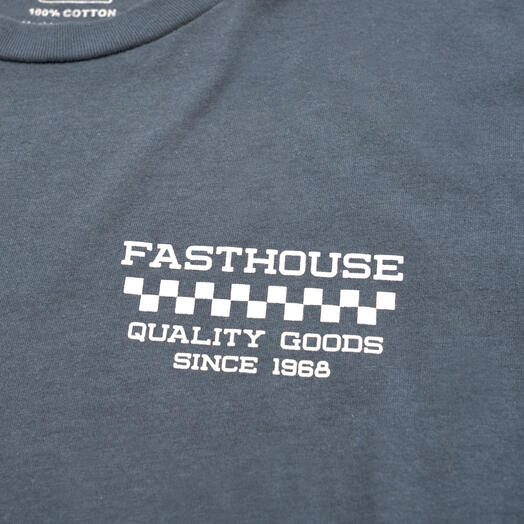 100% COTTON
FASTHOUSE
QUALITY GOODS
SINCE 1968